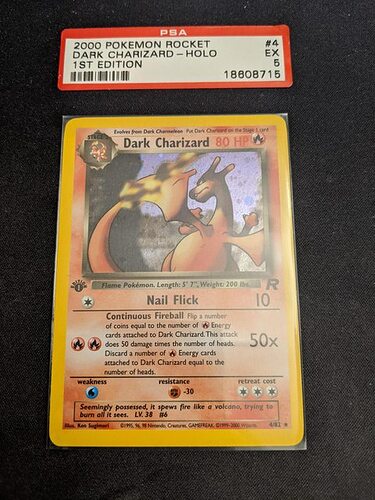 PSA
2000 POKEMON ROCKET #4
DARK CHARIZARD-HOLO EX
1ST EDITION 5
18608715
Evolves from Dark Charmeleon Put Dark Charizard on the Stage 1 card
STAGE 2
Dark Charizard 80 HP
Flame Pokémon. Length: 5' 7", Weight: 200 lbs.
R
EDITION
1
Nail Flick 10
Continuous Fireball Flip a number
of coins equal to the number of Energy
cards attached to Dark Charizard. This attack
does 50 damage times the number of heads. 50x
Discard a number of Energy cards
attached to Dark Charizard equal to the
number of heads.
weakness resistance retreat cost
-30
Seemingly possessed, it spews fire like a volcano, trying to
burn all it sees. LV. 38 #6
Illus. Ken Sugimori ©1995, 96, 98 Nintendo, Creatures, GAMEFREAK. ©1999-2000 Wizards. 4/82 ★